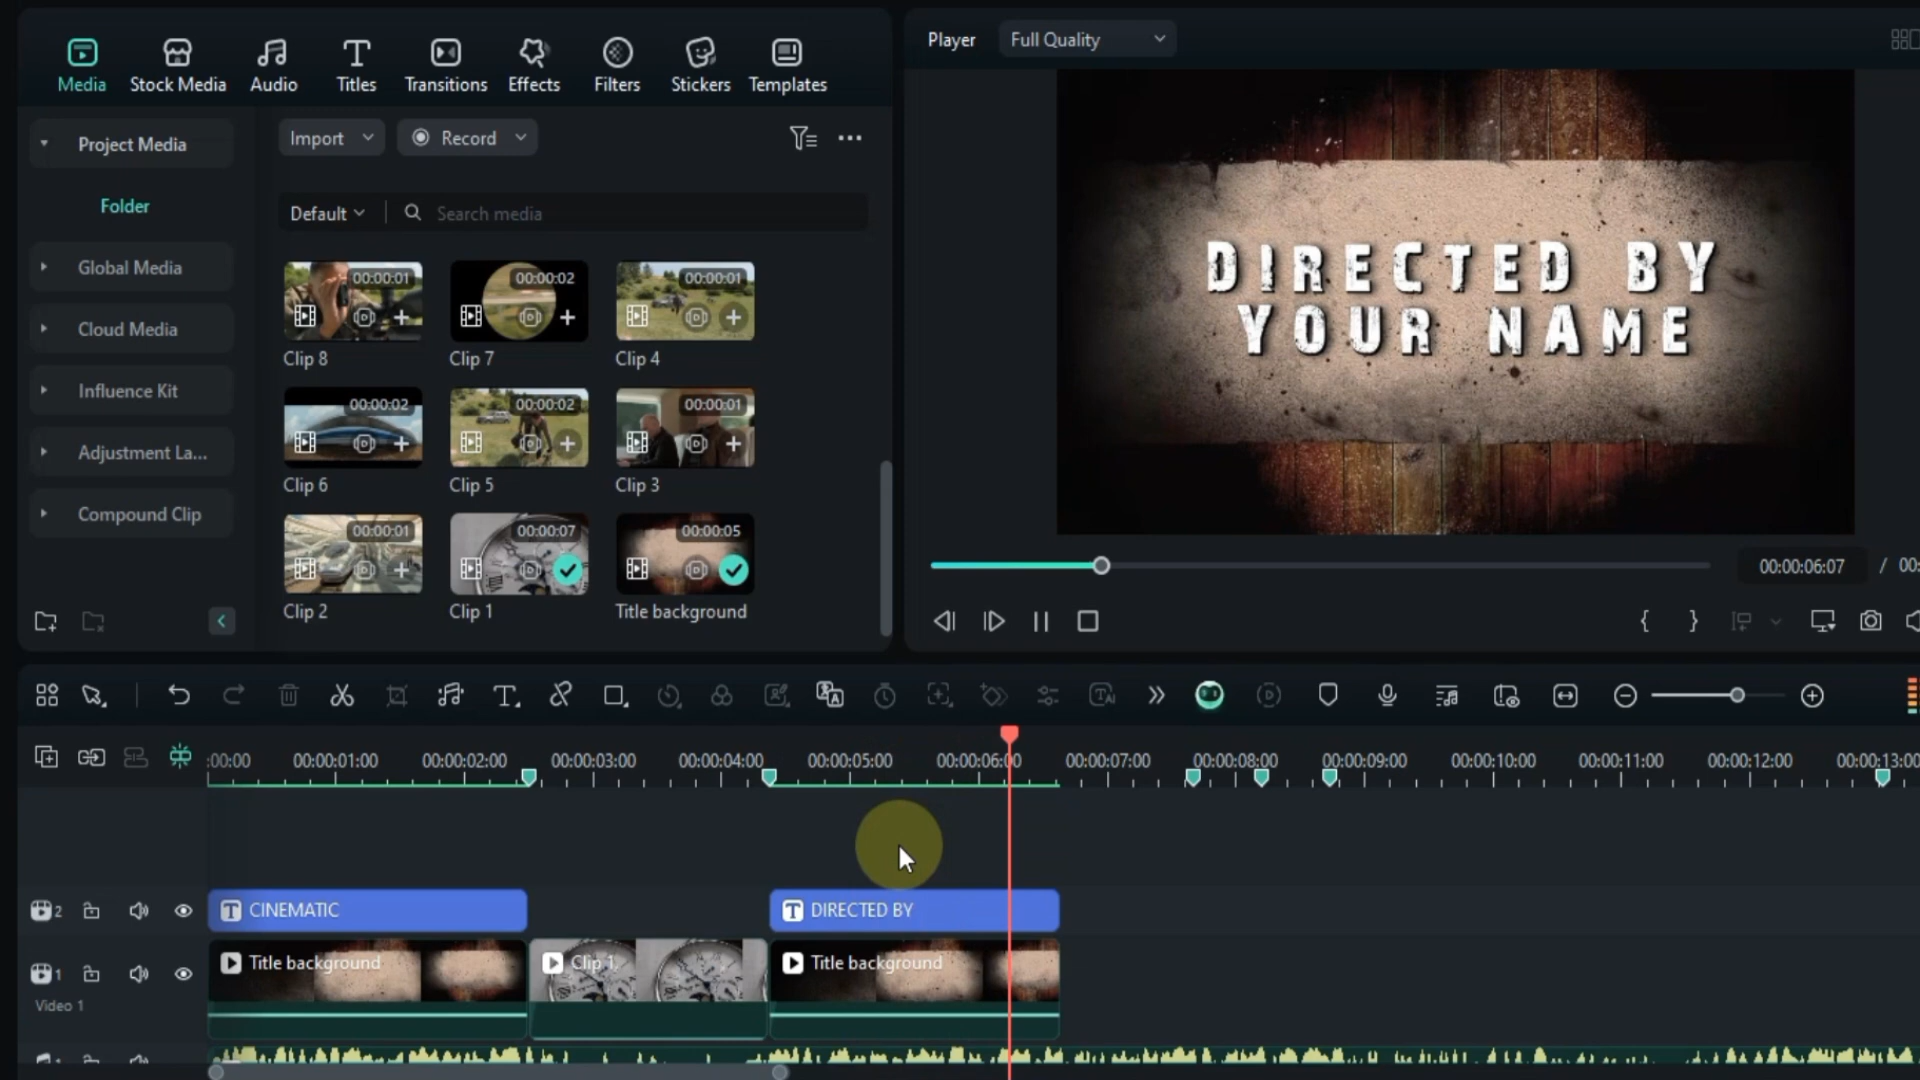 Media
Stock Media
Audio
Titles
Transitions
Effects
Filters
Stickers
Templates
Player
Full Quality
Project Media
Folder
Global Media
Cloud Media
Influence Kit
Adjustment La...
Compound Clip
Import
Record
Default
Search media
00:00:01
00:00:02
00:00:01
Clip 8
Clip 7
Clip 4
00:00:02
00:00:02
00:00:01
Clip 6
Clip 5
Clip 3
00:00:01
00:00:07
00:00:05
Clip 2
Clip 1
Title background
DIRECTED BY
YOUR NAME
00:00:06:07 / 00:
:00:00
00:00:01:00
00:00:02:00
00:00:03:00
00:00:04:00
00:00:05:00
00:00:06:00
00:00:07:00
00:00:08:00
00:00:09:00
00:00:10:00
00:00:11:00
00:00:12:00
00:00:13:00
2
CINEMATIC
DIRECTED BY
1
Video 1
Title background
Clip 1
Title background